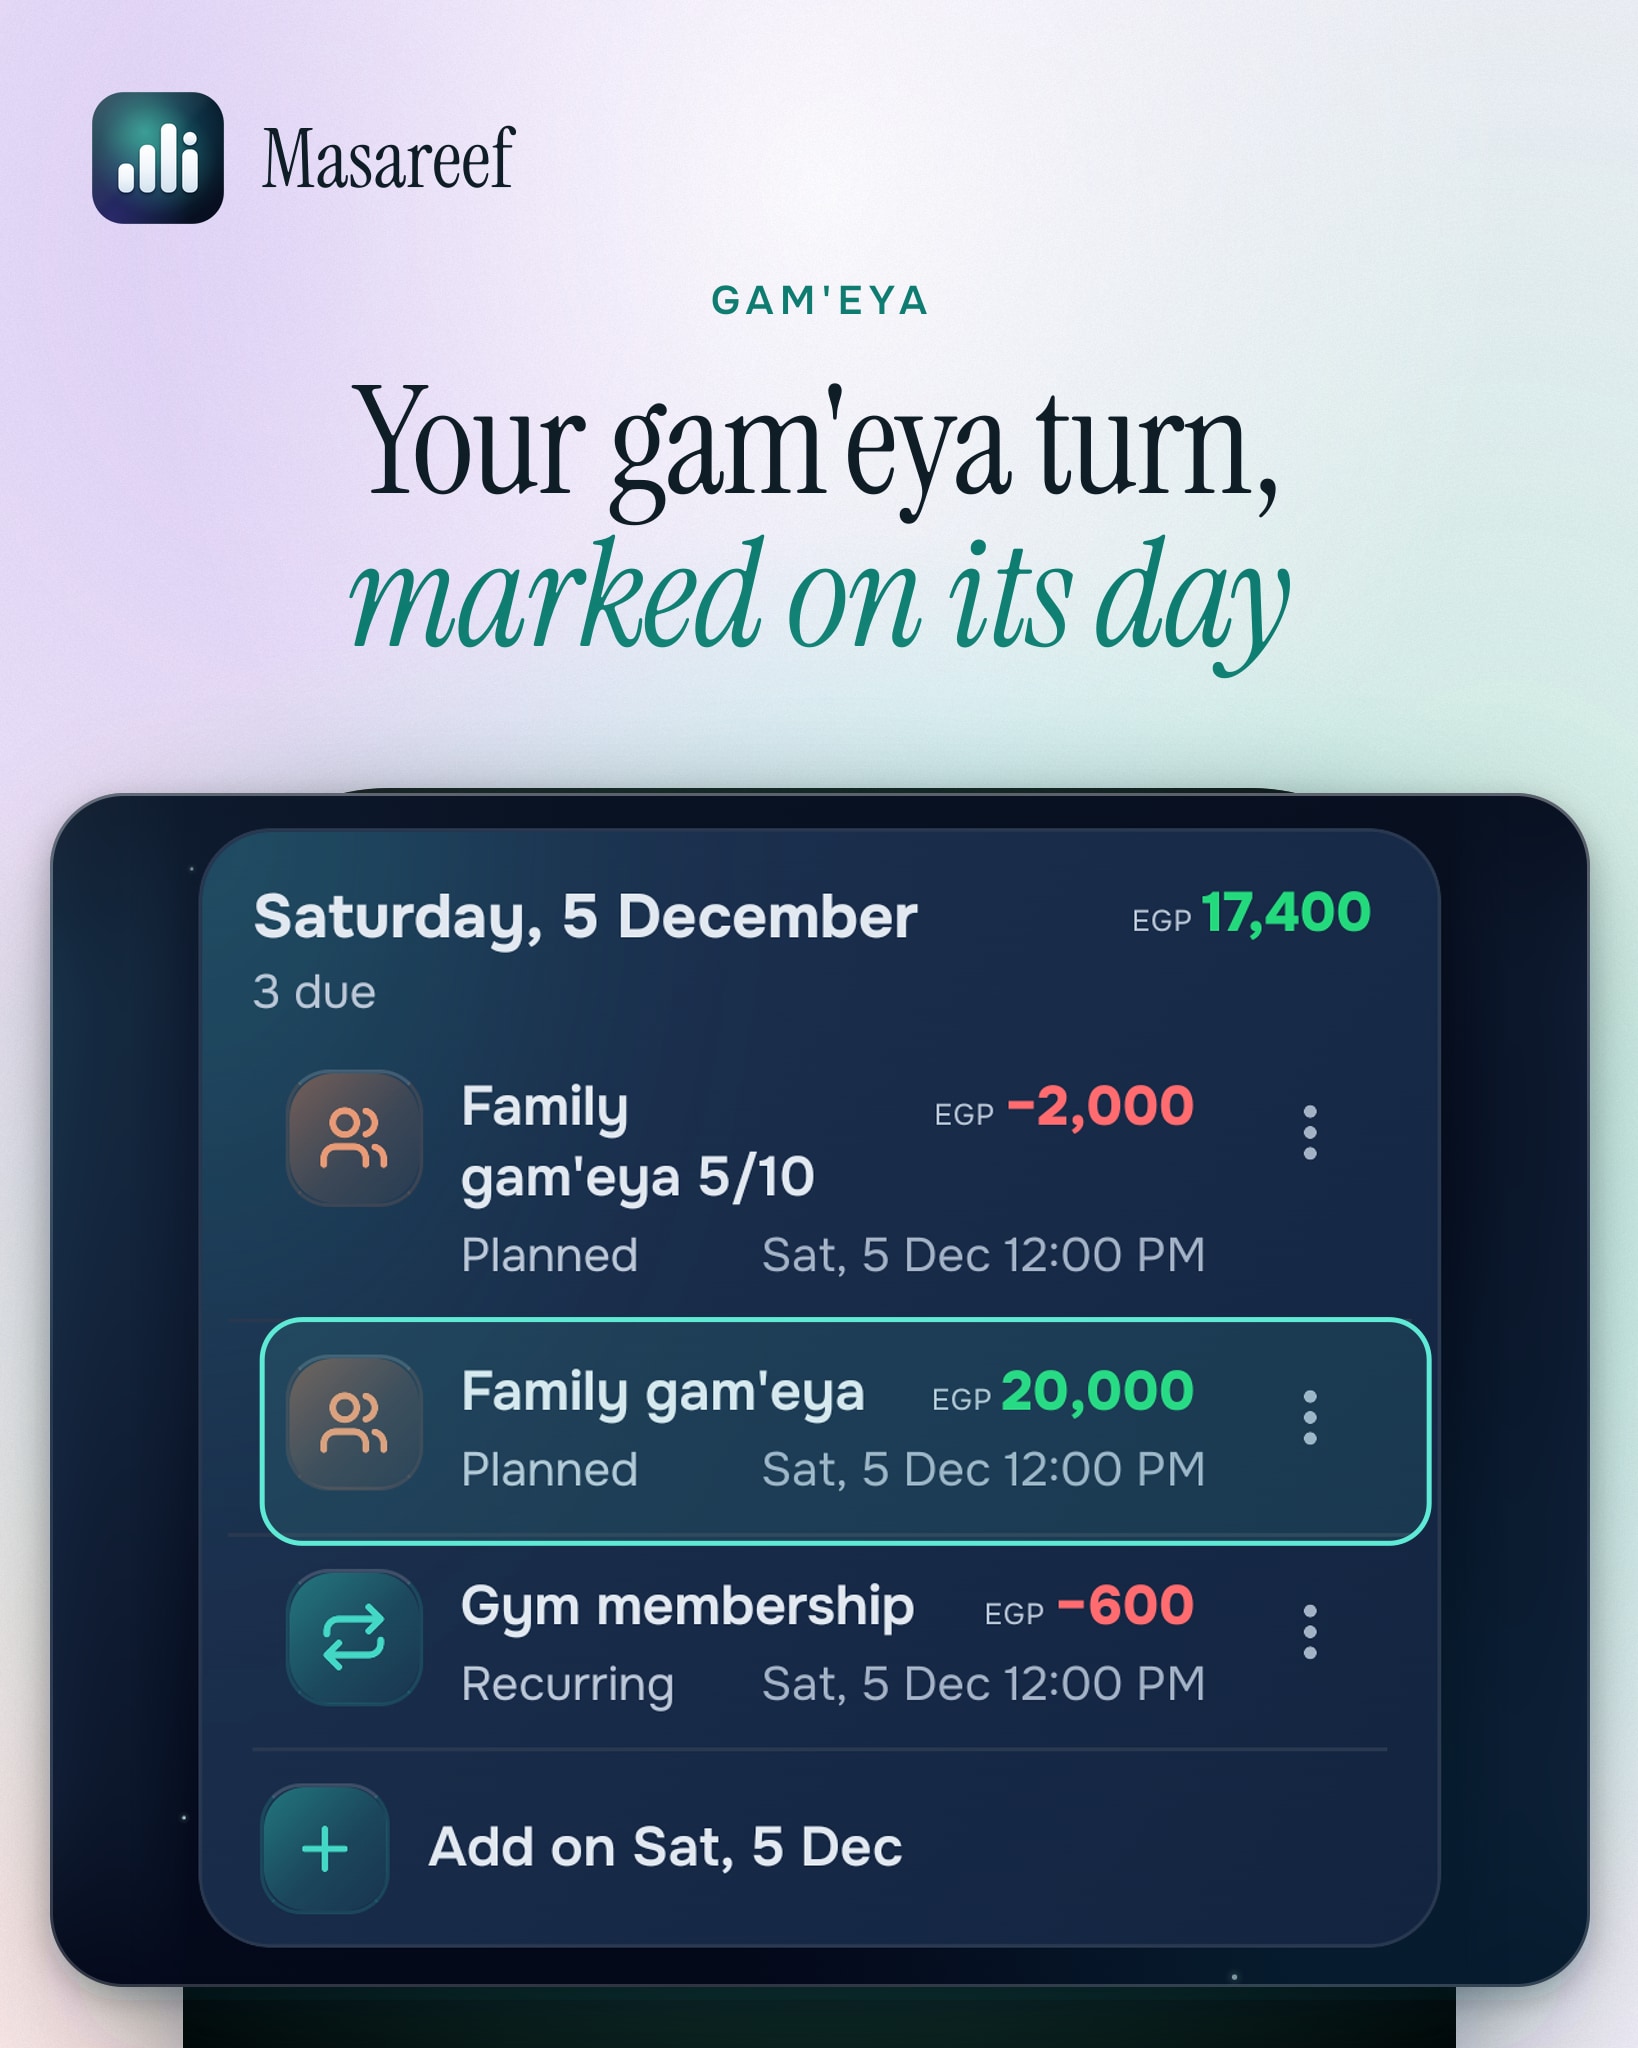 Masareef
GAM'EYA
Your gam'eya turn,
marked on its day
Saturday, 5 December EGP 17,400
3 due
Family EGP −2,000
gam'eya 5/10
Planned Sat, 5 Dec 12:00 PM
Family gam'eya EGP 20,000
Planned Sat, 5 Dec 12:00 PM
Gym membership EGP −600
Recurring Sat, 5 Dec 12:00 PM
Add on Sat, 5 Dec